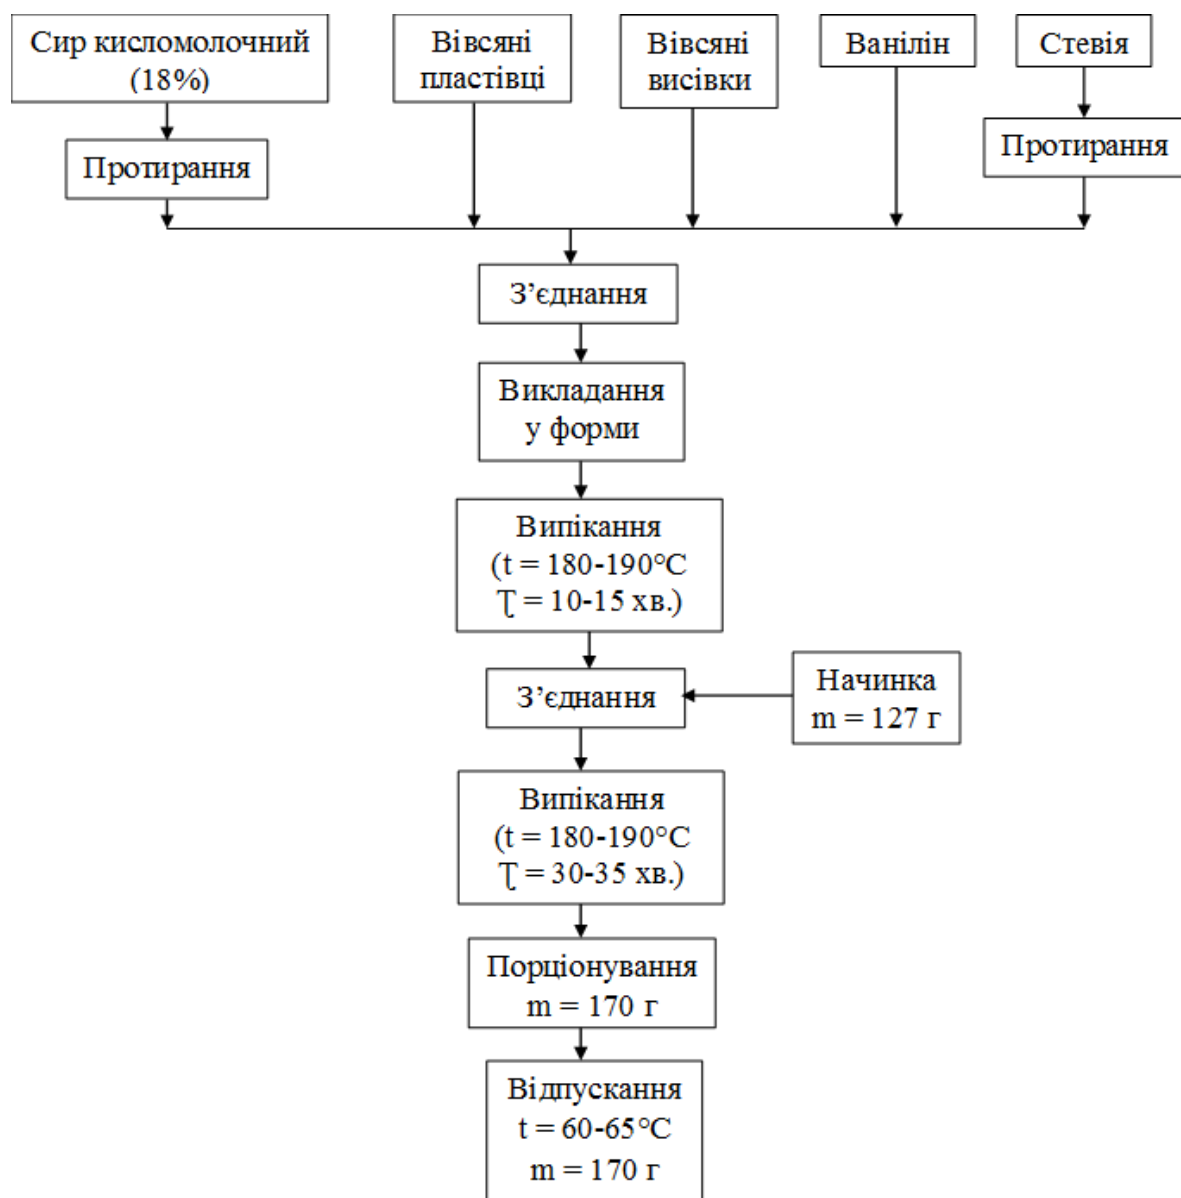 Сир кисломолочний
(18%)
Вівсяні
пластівці
Вівсяні
висівки
Ванілін
Стевія
Протирання
Протирання
З’єднання
Викладання
у форми
Випікання
(t = 180-190°C
Ʈ = 10-15 хв.)
З’єднання
Начинка
m = 127 г
Випікання
(t = 180-190°C
Ʈ = 30-35 хв.)
Порціонування
m = 170 г
Відпускання
t = 60-65°C
m = 170 г